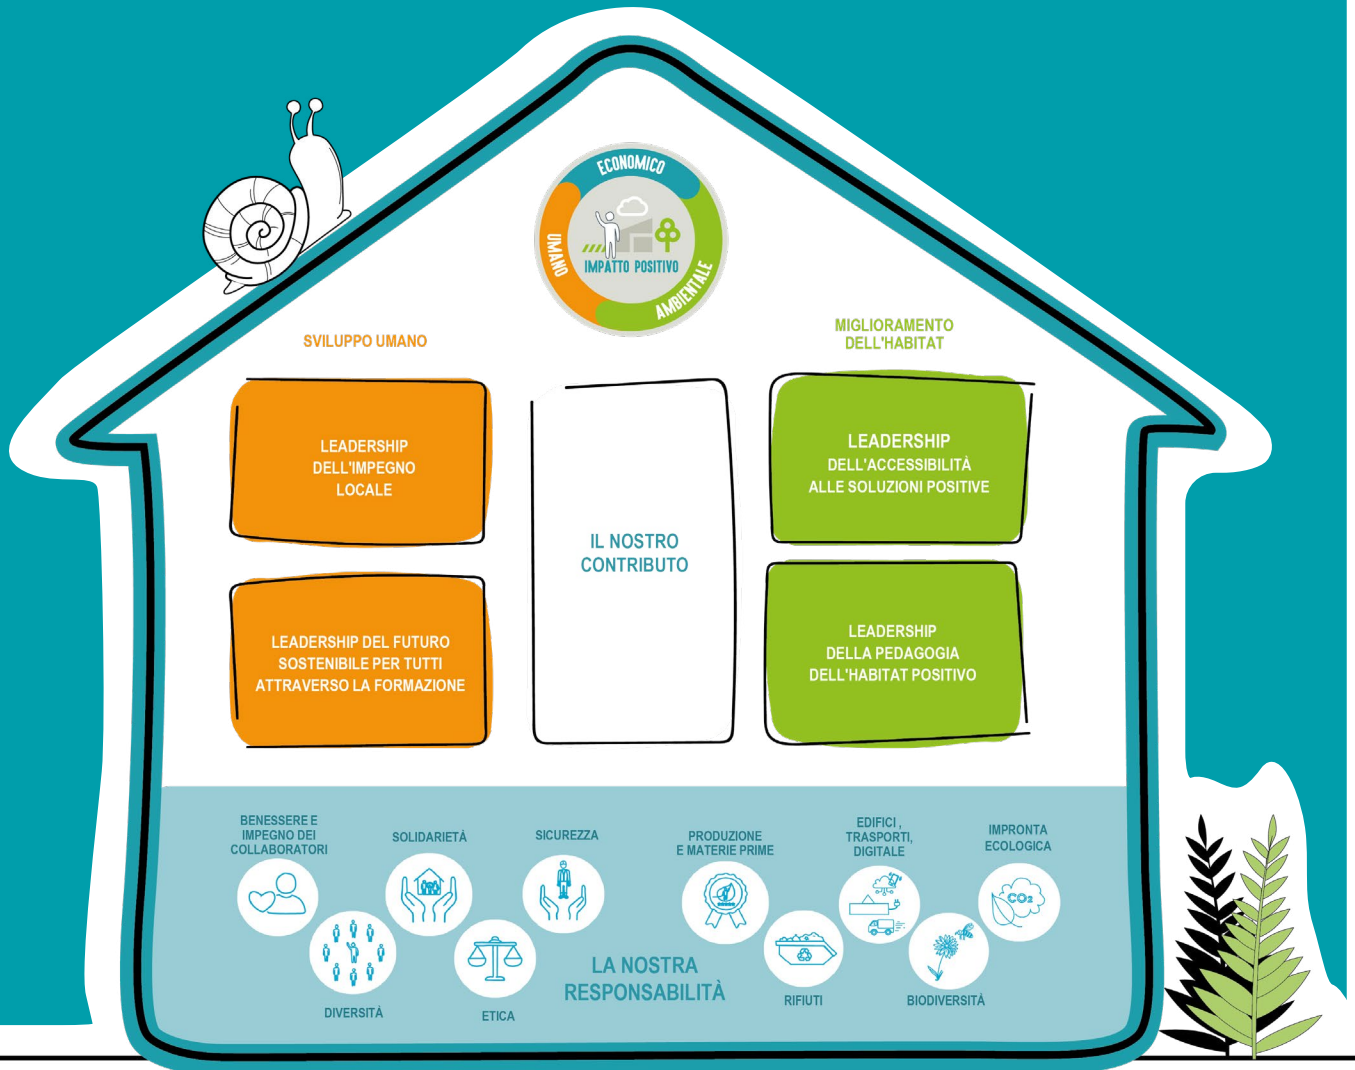 ECONOMICO
UMANO
AMBIENTALE
IMPATTO POSITIVO
SVILUPPO UMANO
MIGLIORAMENTO
DELL'HABITAT
LEADERSHIP
DELL'IMPEGNO
LOCALE
LEADERSHIP
DELL'ACCESSIBILITÀ
ALLE SOLUZIONI POSITIVE
IL NOSTRO
CONTRIBUTO
LEADERSHIP DEL FUTURO
SOSTENIBILE PER TUTTI
ATTRAVERSO LA FORMAZIONE
LEADERSHIP
DELLA PEDAGOGIA
DELL'HABITAT POSITIVO
BENESSERE E
IMPEGNO DEI
COLLABORATORI
SOLIDARIETÀ
SICUREZZA
PRODUZIONE
E MATERIE PRIME
EDIFICI ,
TRASPORTI,
DIGITALE
IMPRONTA
ECOLOGICA
CO2
DIVERSITÁ
ETICA
LA NOSTRA
RESPONSABILITÀ
RIFIUTI
BIODIVERSITÀ